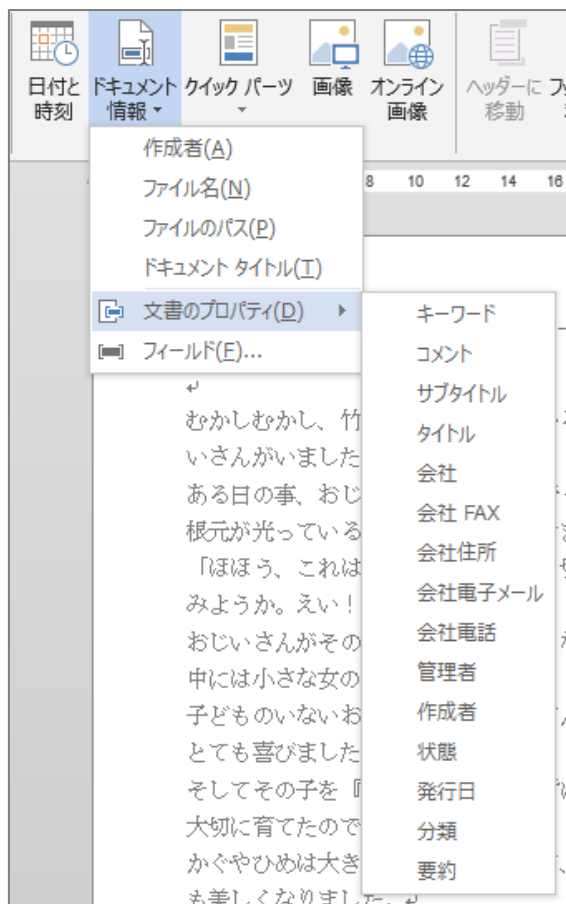 日付と
時刻
ドキュメント
情報
クイック パーツ
画像
オンライン
画像
ヘッダーに
移動
作成者(A)
ファイル名(N)
ファイルのパス(P)
ドキュメント タイトル(T)
文書のプロパティ(D)
フィールド(F)...
8 10 12 14 16
キーワード
コメント
サブタイトル
タイトル
会社
会社 FAX
会社住所
会社電子メール
会社電話
管理者
作成者
状態
発行日
分類
要約
むかしむかし、竹
いさんがいました
ある日の事、おじ
根元が光っている
「ほほう、これは
みようか。えい！
おじいさんがその
中には小さな女の
子どものいないお
とても喜びました
そしてその子を『
大切に育てたので
かぐやひめは大き
も美しくなりました。